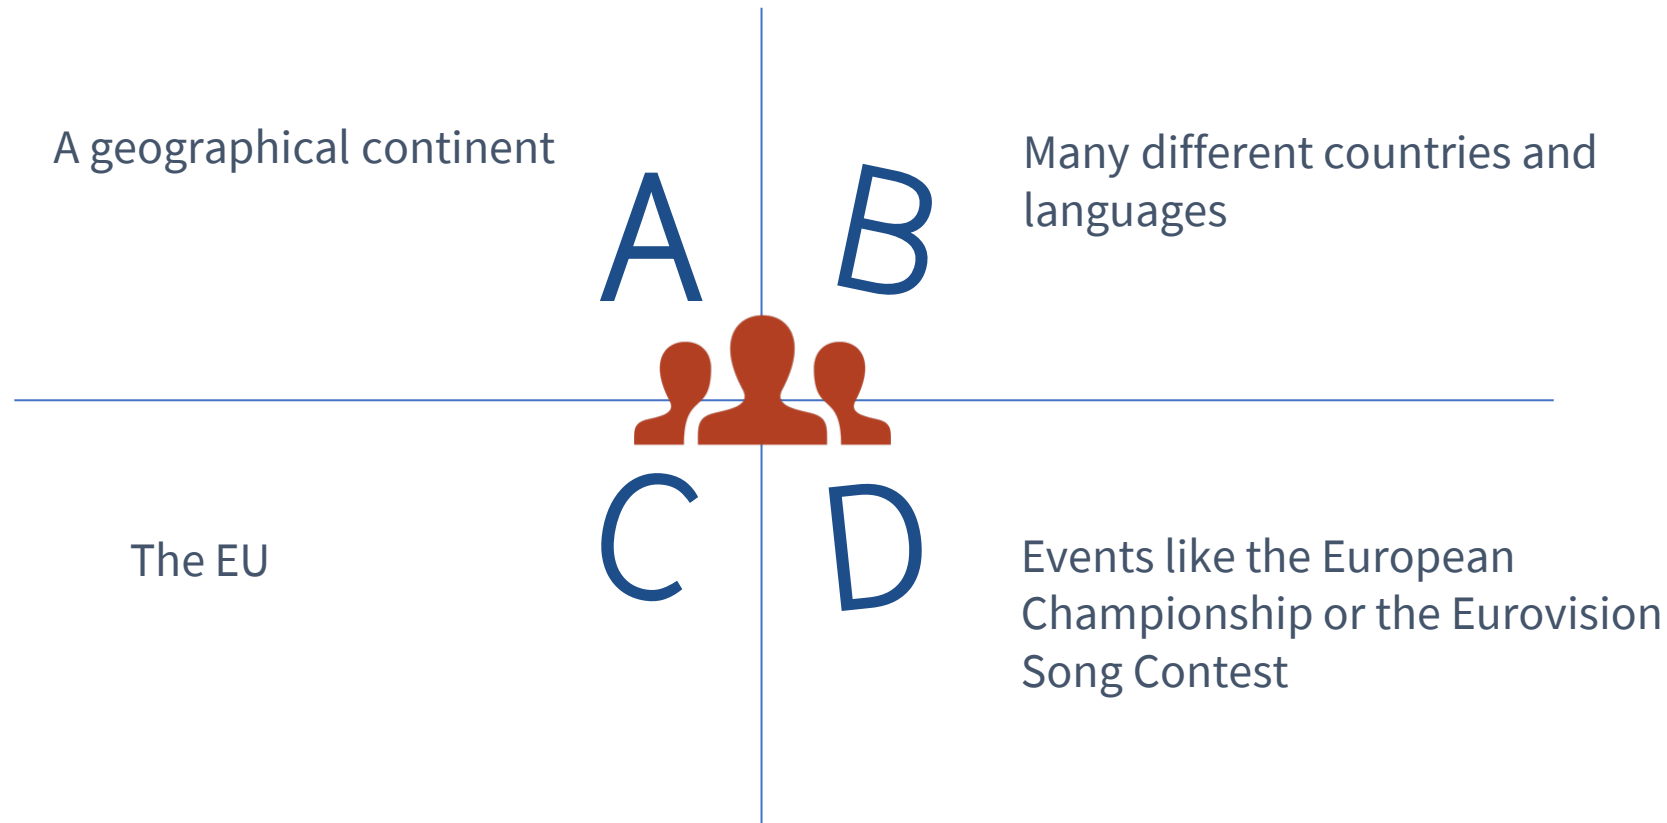 A geographical continent
A
B
Many different countries and
languages
The EU
C
D
Events like the European
Championship or the Eurovision
Song Contest